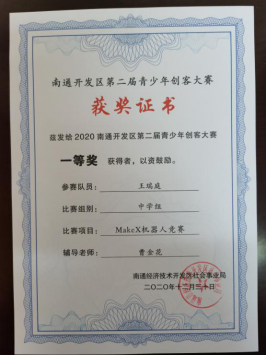 南通开发区第二届青少年创客大赛
获奖证书
兹发给2020南通开发区第二届青少年创客大赛
一等奖 获得者，以资鼓励。
参赛队员：王瑞庭
比赛组别：中学组
比赛项目：MakeX机器人竞赛
辅导老师：曹金花
南通经济技术开发区社会事业局
二〇二〇年十二月二十日